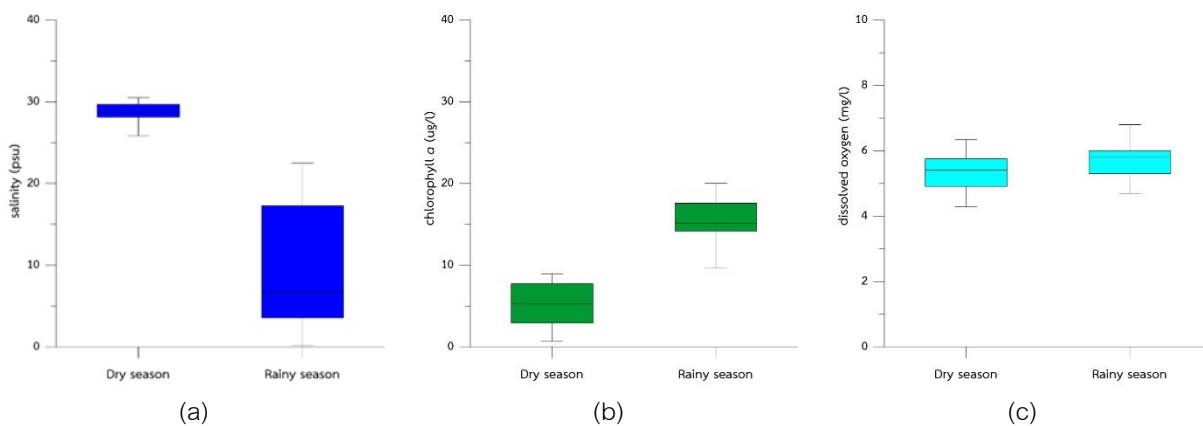 40
30
20
10
0
salinity (psu)
Dry season
Rainy season
(a)
40
30
20
10
0
chlorophyll a (ug/l)
Dry season
Rainy season
(b)
10
8
6
4
2
0
dissolved oxygen (mg/l)
Dry season
Rainy season
(c)